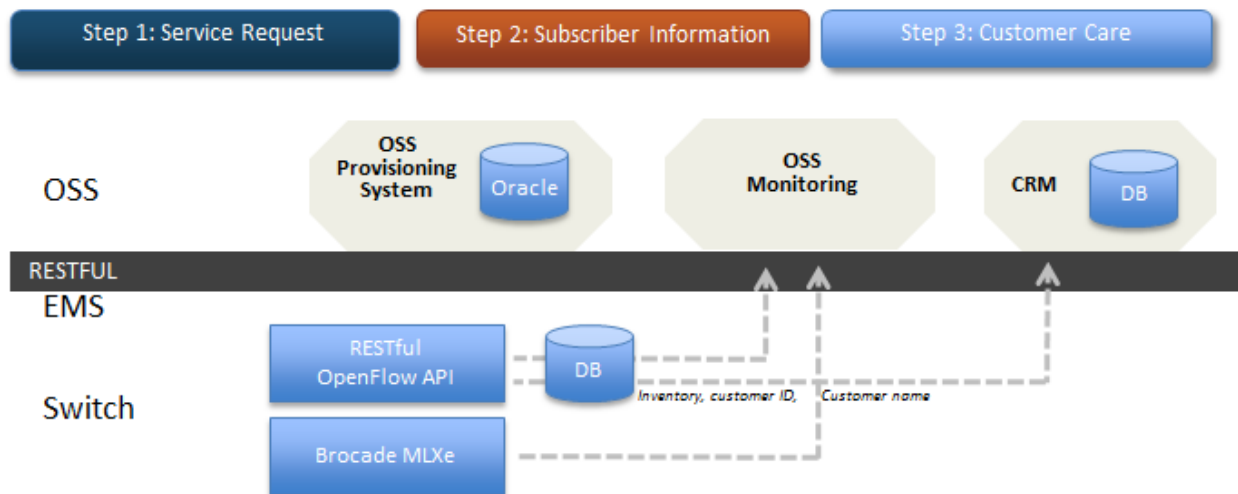 Step 1: Service Request
Step 2: Subscriber Information
Step 3: Customer Care
OSS
OSS
Provisioning
System
Oracle
OSS
Monitoring
CRM
DB
RESTFUL
EMS
Switch
RESTful
OpenFlow API
DB
Inventory, customer ID, Customer name
Brocade MLXe